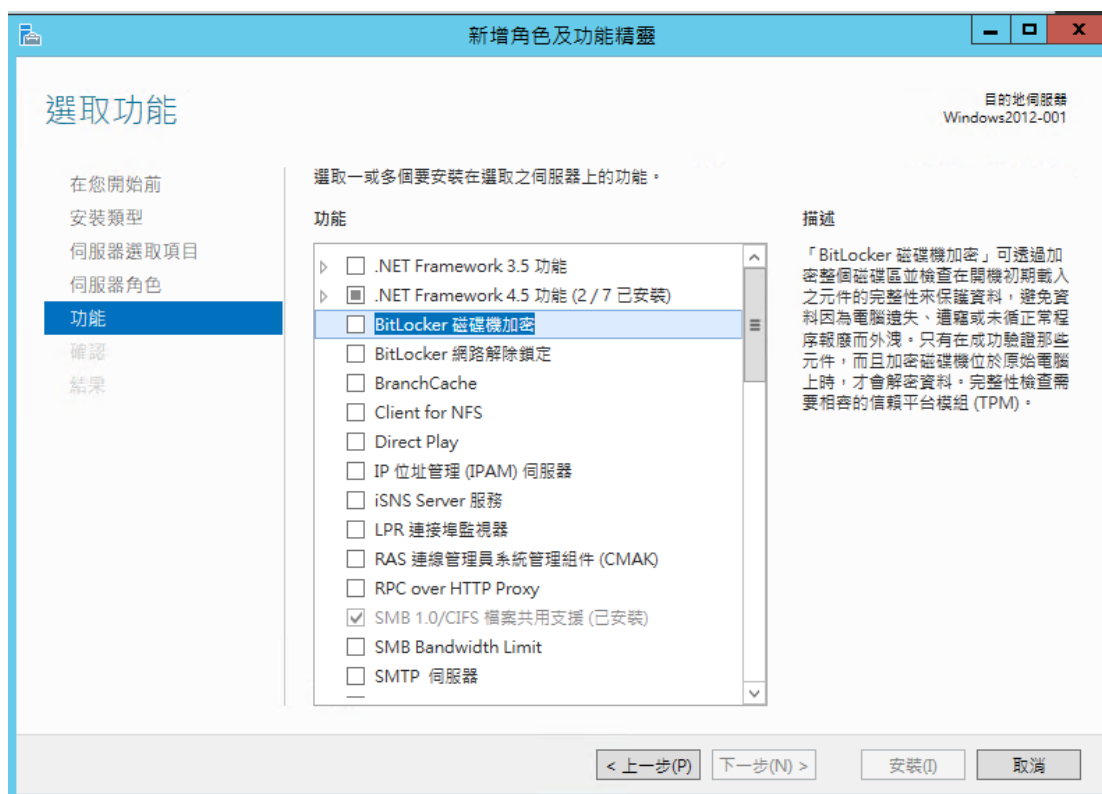 新增角色及功能精靈
選取功能
目的地伺服器
Windows2012-001
在您開始前
安裝類型
伺服器選取項目
伺服器角色
功能
確認
結果
選取一或多個要安裝在選取之伺服器上的功能。
功能
.NET Framework 3.5 功能
.NET Framework 4.5 功能 (2 / 7 已安裝)
BitLocker 磁碟機加密
BitLocker 網路解除鎖定
BranchCache
Client for NFS
Direct Play
IP 位址管理 (IPAM) 伺服器
iSNS Server 服務
LPR 連接埠監視器
RAS 連線管理員系統管理組件 (CMAK)
RPC over HTTP Proxy
SMB 1.0/CIFS 檔案共用支援 (已安裝)
SMB Bandwidth Limit
SMTP 伺服器
描述
「BitLocker 磁碟機加密」可透過加
密整個磁碟區並檢查在開機初期載入
之元件的完整性來保護資料，避免資
料因為電腦遺失、遭竊或未循正常程
序報廢而外洩。只有在成功驗證那些
元件，而且加密磁碟機位於原始電腦
上時，才會解密資料。完整性檢查需
要相容的信賴平台模組 (TPM)。
< 上一步(P)
下一步(N) >
安裝(I)
取消